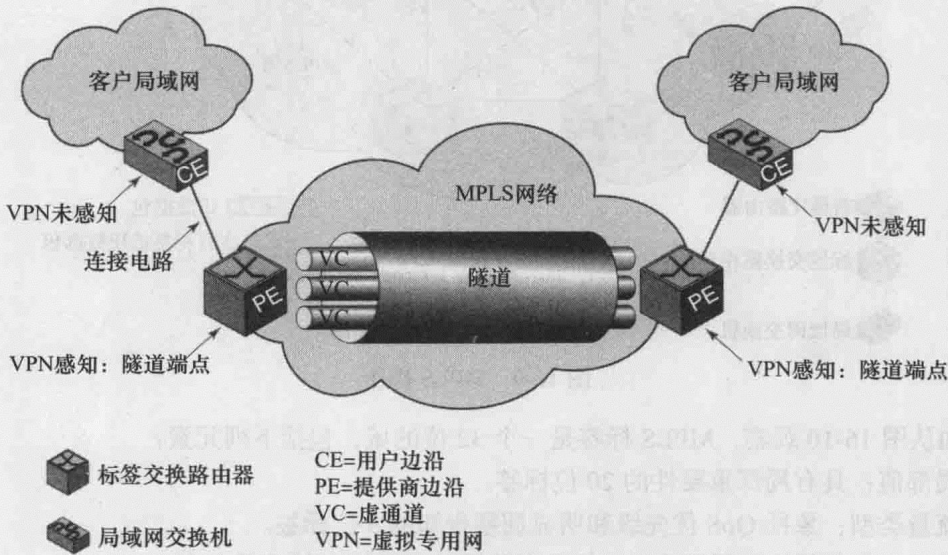 客户局域网
客户局域网
CE
CE
MPLS网络
VPN未感知
VPN未感知
连接电路
VC
VC
VC
隧道
PE
PE
VPN感知：隧道端点
VPN感知：隧道端点
标签交换路由器
局域网交换机
CE=用户边沿
PE=提供商边沿
VC=虚通道
VPN=虚拟专用网